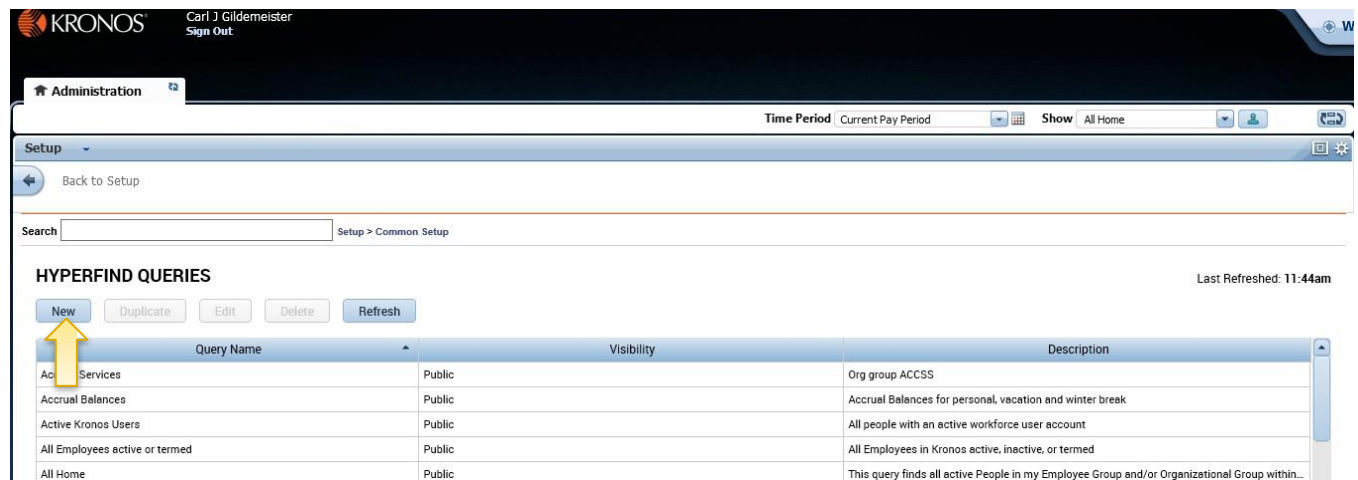 KRONOS Carl J Gildemeister
Sign Out
W
Administration
Time Period Current Pay Period Show All Home
Setup
Back to Setup
Search Setup > Common Setup
HYPERFIND QUERIES Last Refreshed: 11:44am
New Duplicate Edit Delete Refresh
Query Name Visibility Description
Services Public Org group ACCSS
Accrual Balances Public Accrual Balances for personal, vacation and winter break
Active Kronos Users Public All people with an active workforce user account
All Employees active or termed Public All Employees in Kronos active, inactive, or termed
All Home Public This query finds all active People in my Employee Group and/or Organizational Group within...